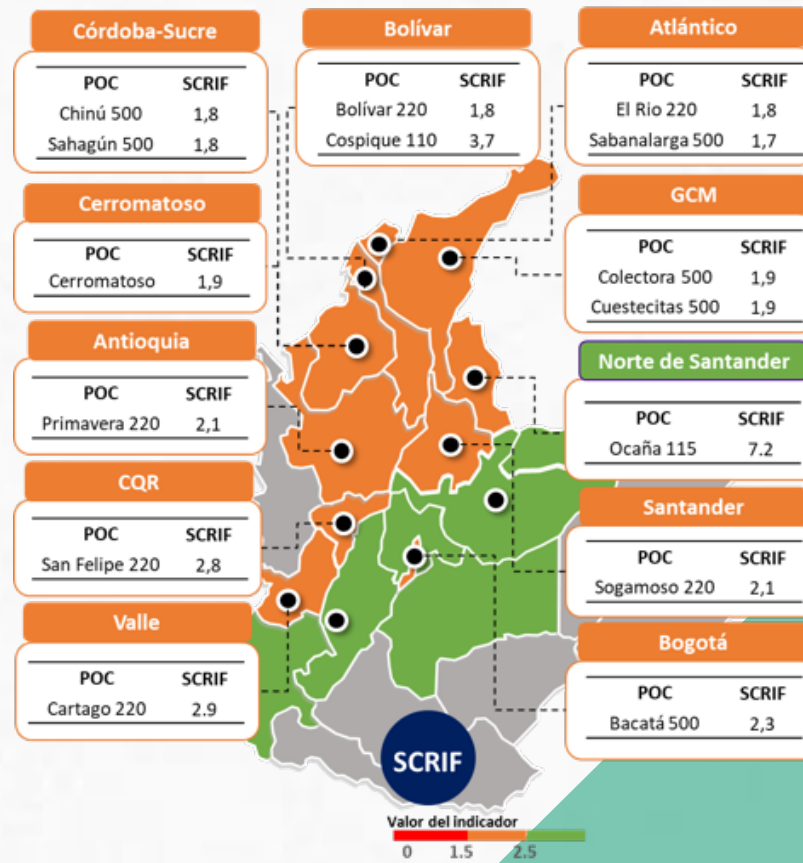 Córdoba-Sucre
POC SCRIF
Chinú 500 1,8
Sahagún 500 1,8
Bolívar
POC SCRIF
Bolívar 220 1,8
Cospique 110 3,7
Atlántico
POC SCRIF
El Rio 220 1,8
Sabanalarga 500 1,7
Cerromatoso
POC SCRIF
Cerromatoso 1,9
GCM
POC SCRIF
Colectora 500 1,9
Cuestecitas 500 1,9
Antioquia
POC SCRIF
Primavera 220 2,1
Norte de Santander
POC SCRIF
Ocaña 115 7.2
CQR
POC SCRIF
San Felipe 220 2,8
Santander
POC SCRIF
Sogamoso 220 2,1
Valle
POC SCRIF
Cartago 220 2.9
Bogotá
POC SCRIF
Bacatá 500 2,3
SCRIF
Valor del indicador
0 1.5 2.5